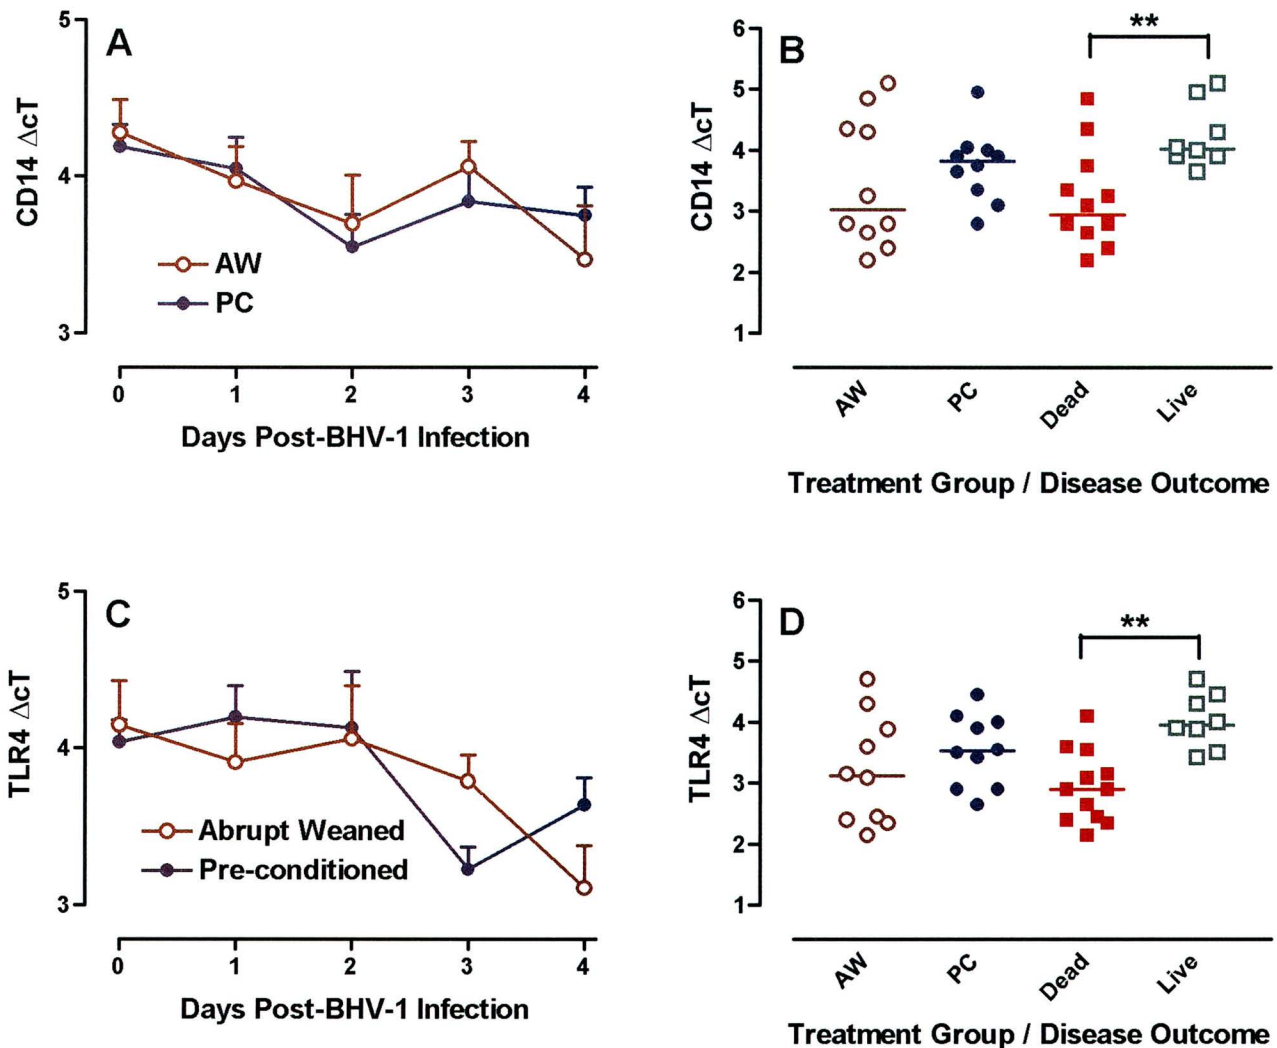 A
5
4
3
CD14 ΔcT
AW
PC
0 1 2 3 4
Days Post-BHV-1 Infection
B
**
6
5
4
3
2
1
CD14 ΔcT
AW PC Dead Live
Treatment Group / Disease Outcome
C
5
4
3
TLR4 ΔcT
Abrupt Weaned
Pre-conditioned
0 1 2 3 4
Days Post-BHV-1 Infection
D
**
6
5
4
3
2
1
TLR4 ΔcT
AW PC Dead Live
Treatment Group / Disease Outcome